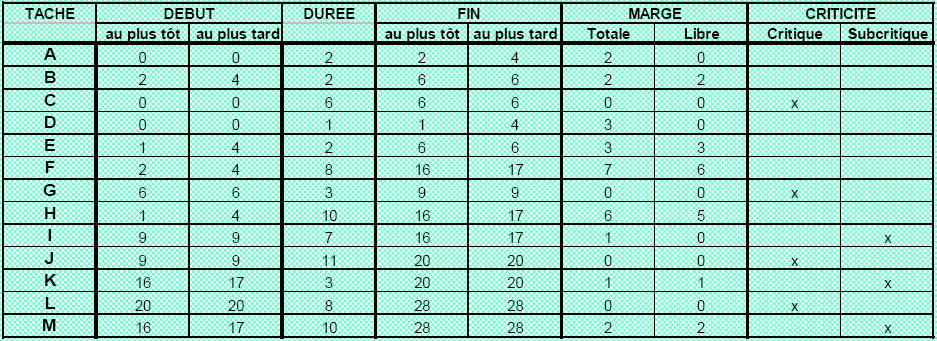 TACHE DEBUT DUREE FIN MARGE CRITICITE
au plus tôt au plus tard au plus tôt au plus tard Totale Libre Critique Subcritique
A 0 0 2 2 4 2 0
B 2 4 2 6 6 2 2
C 0 0 6 6 6 0 0 x
D 0 0 1 1 4 3 0
E 1 4 2 6 6 3 3
F 2 4 8 16 17 7 6
G 6 6 3 9 9 0 0 x
H 1 4 10 16 17 6 5
I 9 9 7 16 17 1 0 x
J 9 9 11 20 20 0 0 x
K 16 17 3 20 20 1 1 x
L 20 20 8 28 28 0 0 x
M 16 17 10 28 28 2 2 x